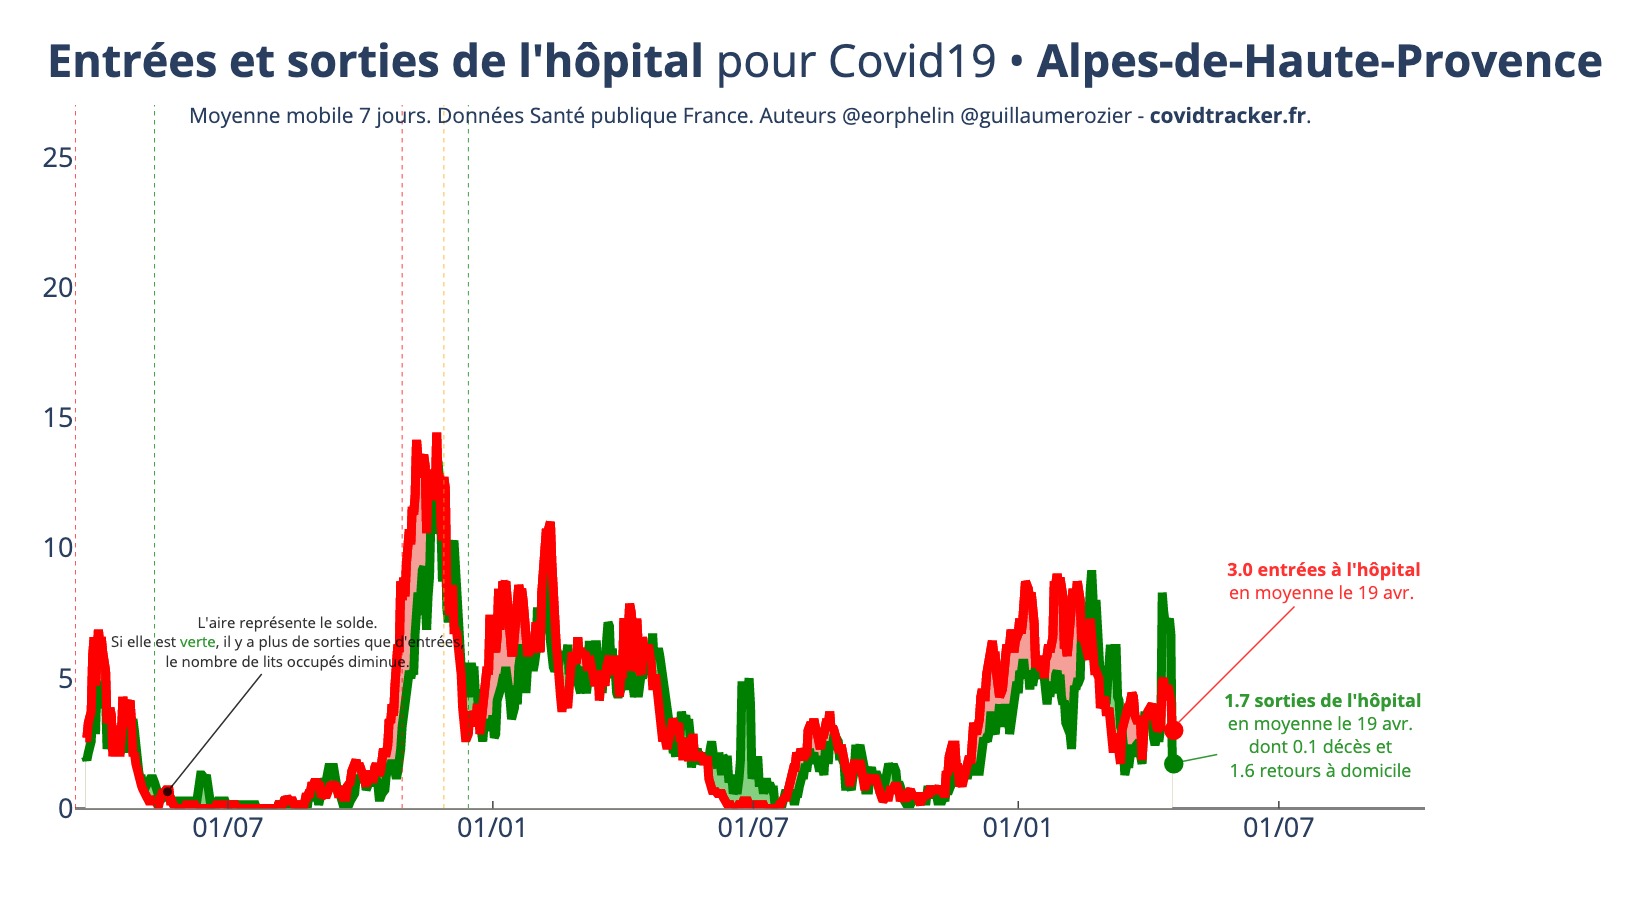 Entrées et sorties de l'hôpital pour Covid19 • Alpes-de-Haute-Provence
Moyenne mobile 7 jours. Données Santé publique France. Auteurs @eorphelin @guillaumerozier - covidtracker.fr.
25
20
15
10
5
0
L'aire représente le solde.
Si elle est verte, il y a plus de sorties que d'entrées,
le nombre de lits occupés diminue.
3.0 entrées à l'hôpital
en moyenne le 19 avr.
1.7 sorties de l'hôpital
en moyenne le 19 avr.
dont 0.1 décès et
1.6 retours à domicile
01/07
01/01
01/07
01/01
01/07